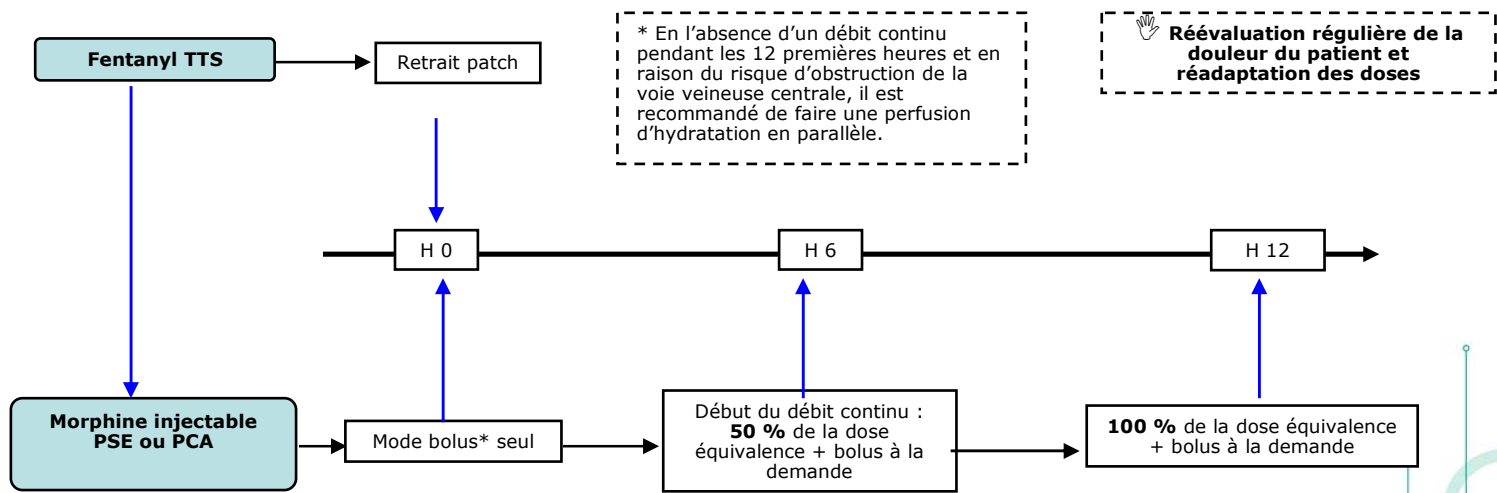 Fentanyl TTS
Retrait patch
* En l’absence d’un débit continu
pendant les 12 premières heures et en
raison du risque d’obstruction de la
voie veineuse centrale, il est
recommandé de faire une perfusion
d’hydratation en parallèle.
Réévaluation régulière de la
douleur du patient et
réadaptation des doses
H 0
H 6
H 12
Morphine injectable
PSE ou PCA
Mode bolus* seul
Début du débit continu :
50 % de la dose
équivalence + bolus à la
demande
100 % de la dose équivalence
+ bolus à la demande